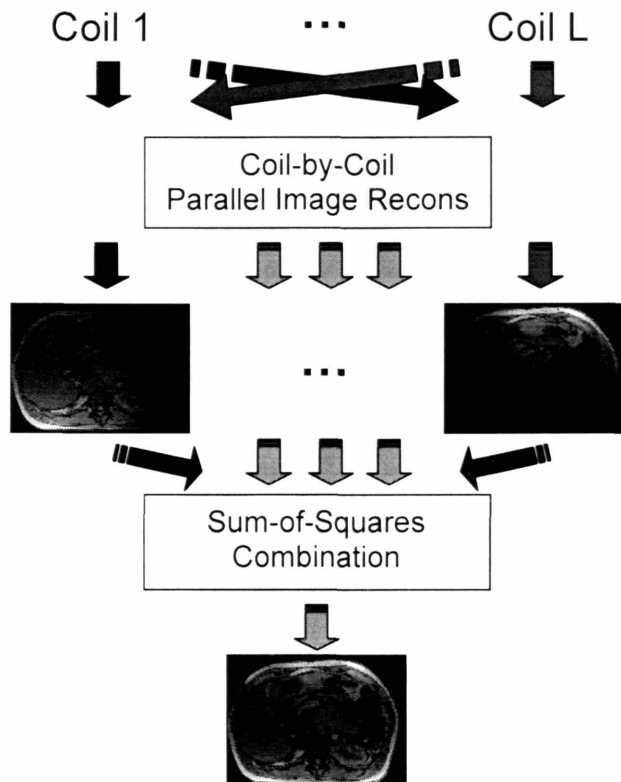 Coil 1 ... Coil L
Coil-by-Coil
Parallel Image Recons
...
Sum-of-Squares
Combination